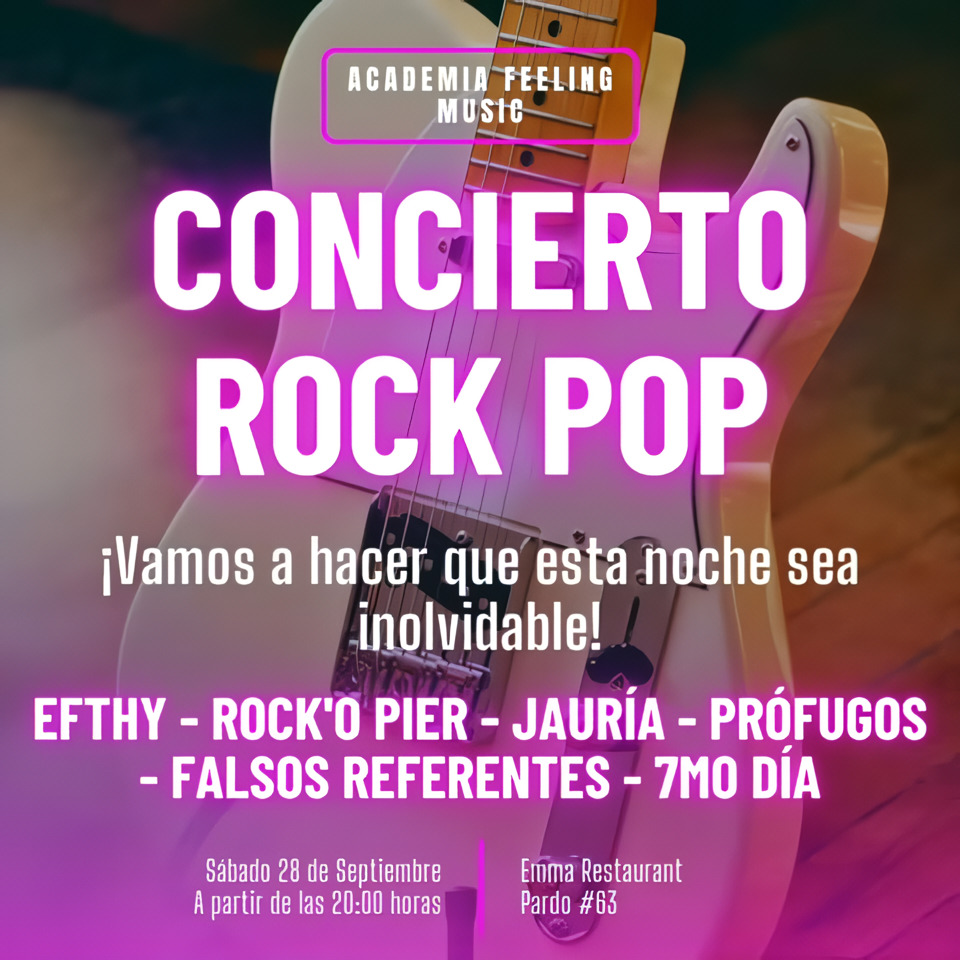 ACADEMIA FEELING
MUSIC
CONCIERTO
ROCK POP
¡Vamos a hacer que esta noche sea
inolvidable!
EFTHY - ROCK'O PIER - JAURÍA - PRÓFUGOS
- FALSOS REFERENTES - 7MO DÍA
Sábado 28 de Septiembre
A partir de las 20:00 horas
Emma Restaurant
Pardo #63